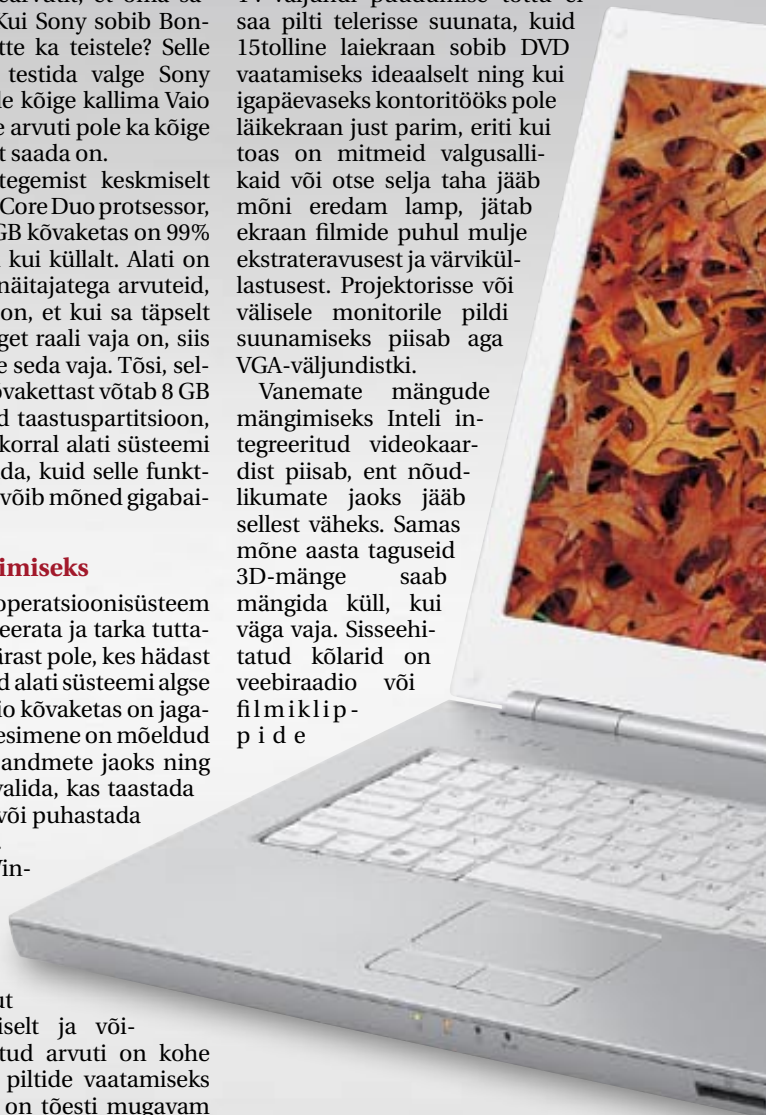 Kui Sony sobib Bon-
tte ka teistele? Selle
testida valge Sony
le kõige kallima Vaio
e arvuti pole ka kõige
t saada on.
tegemist keskmiselt
Core Duo protsessor,
GB kõvaketas on 99%
kui küllalt. Alati on
näitajatega arvuteid,
on, et kui sa täpselt
get raali vaja on, siis
e seda vaja. Tõsi, sel-
õvakettast võtab 8 GB
d taastuspartitsioon,
korral alati süsteemi
da, kuid selle funkt-
võib mõned gigabai-
imiseks
operatsioonisüsteem
eerata ja tarka tutta-
ärast pole, kes hädast
d alati süsteemi algse
io kõvaketas on jaga-
esimene on mõeldud
andmete jaoks ning
valida, kas taastada
või puhastada
Vin-
ut
iselt ja või-
tud arvuti on kohe
piltide vaatamiseks
on tõesti mugavam
saa pilti telerisse suunata, kuid
15tolline laiekraan sobib DVD
vaatamiseks ideaalselt ning kui
igapäevaseks kontoritööks pole
läikekraan just parim, eriti kui
toas on mitmeid valgusalli-
kaid või otse selja taha jääb
mõni eredam lamp, jätab
ekraan filmide puhul mulje
ekstrateravusest ja värvikül-
lastusest. Projektorisse või
välisele monitorile pildi
suunamiseks piisab aga
VGA-väljundistki.
Vanemate mängude
mängimiseks Inteli in-
tegreeritud videokaar-
dist piisab, ent nõud-
likumate jaoks jääb
sellest väheks. Samas
mõne aasta taguseid
3D-mänge saab
mängida küll, kui
väga vaja. Sisseehi-
tatud kõlarid on
veebiraadio või
filmiklip-
pide